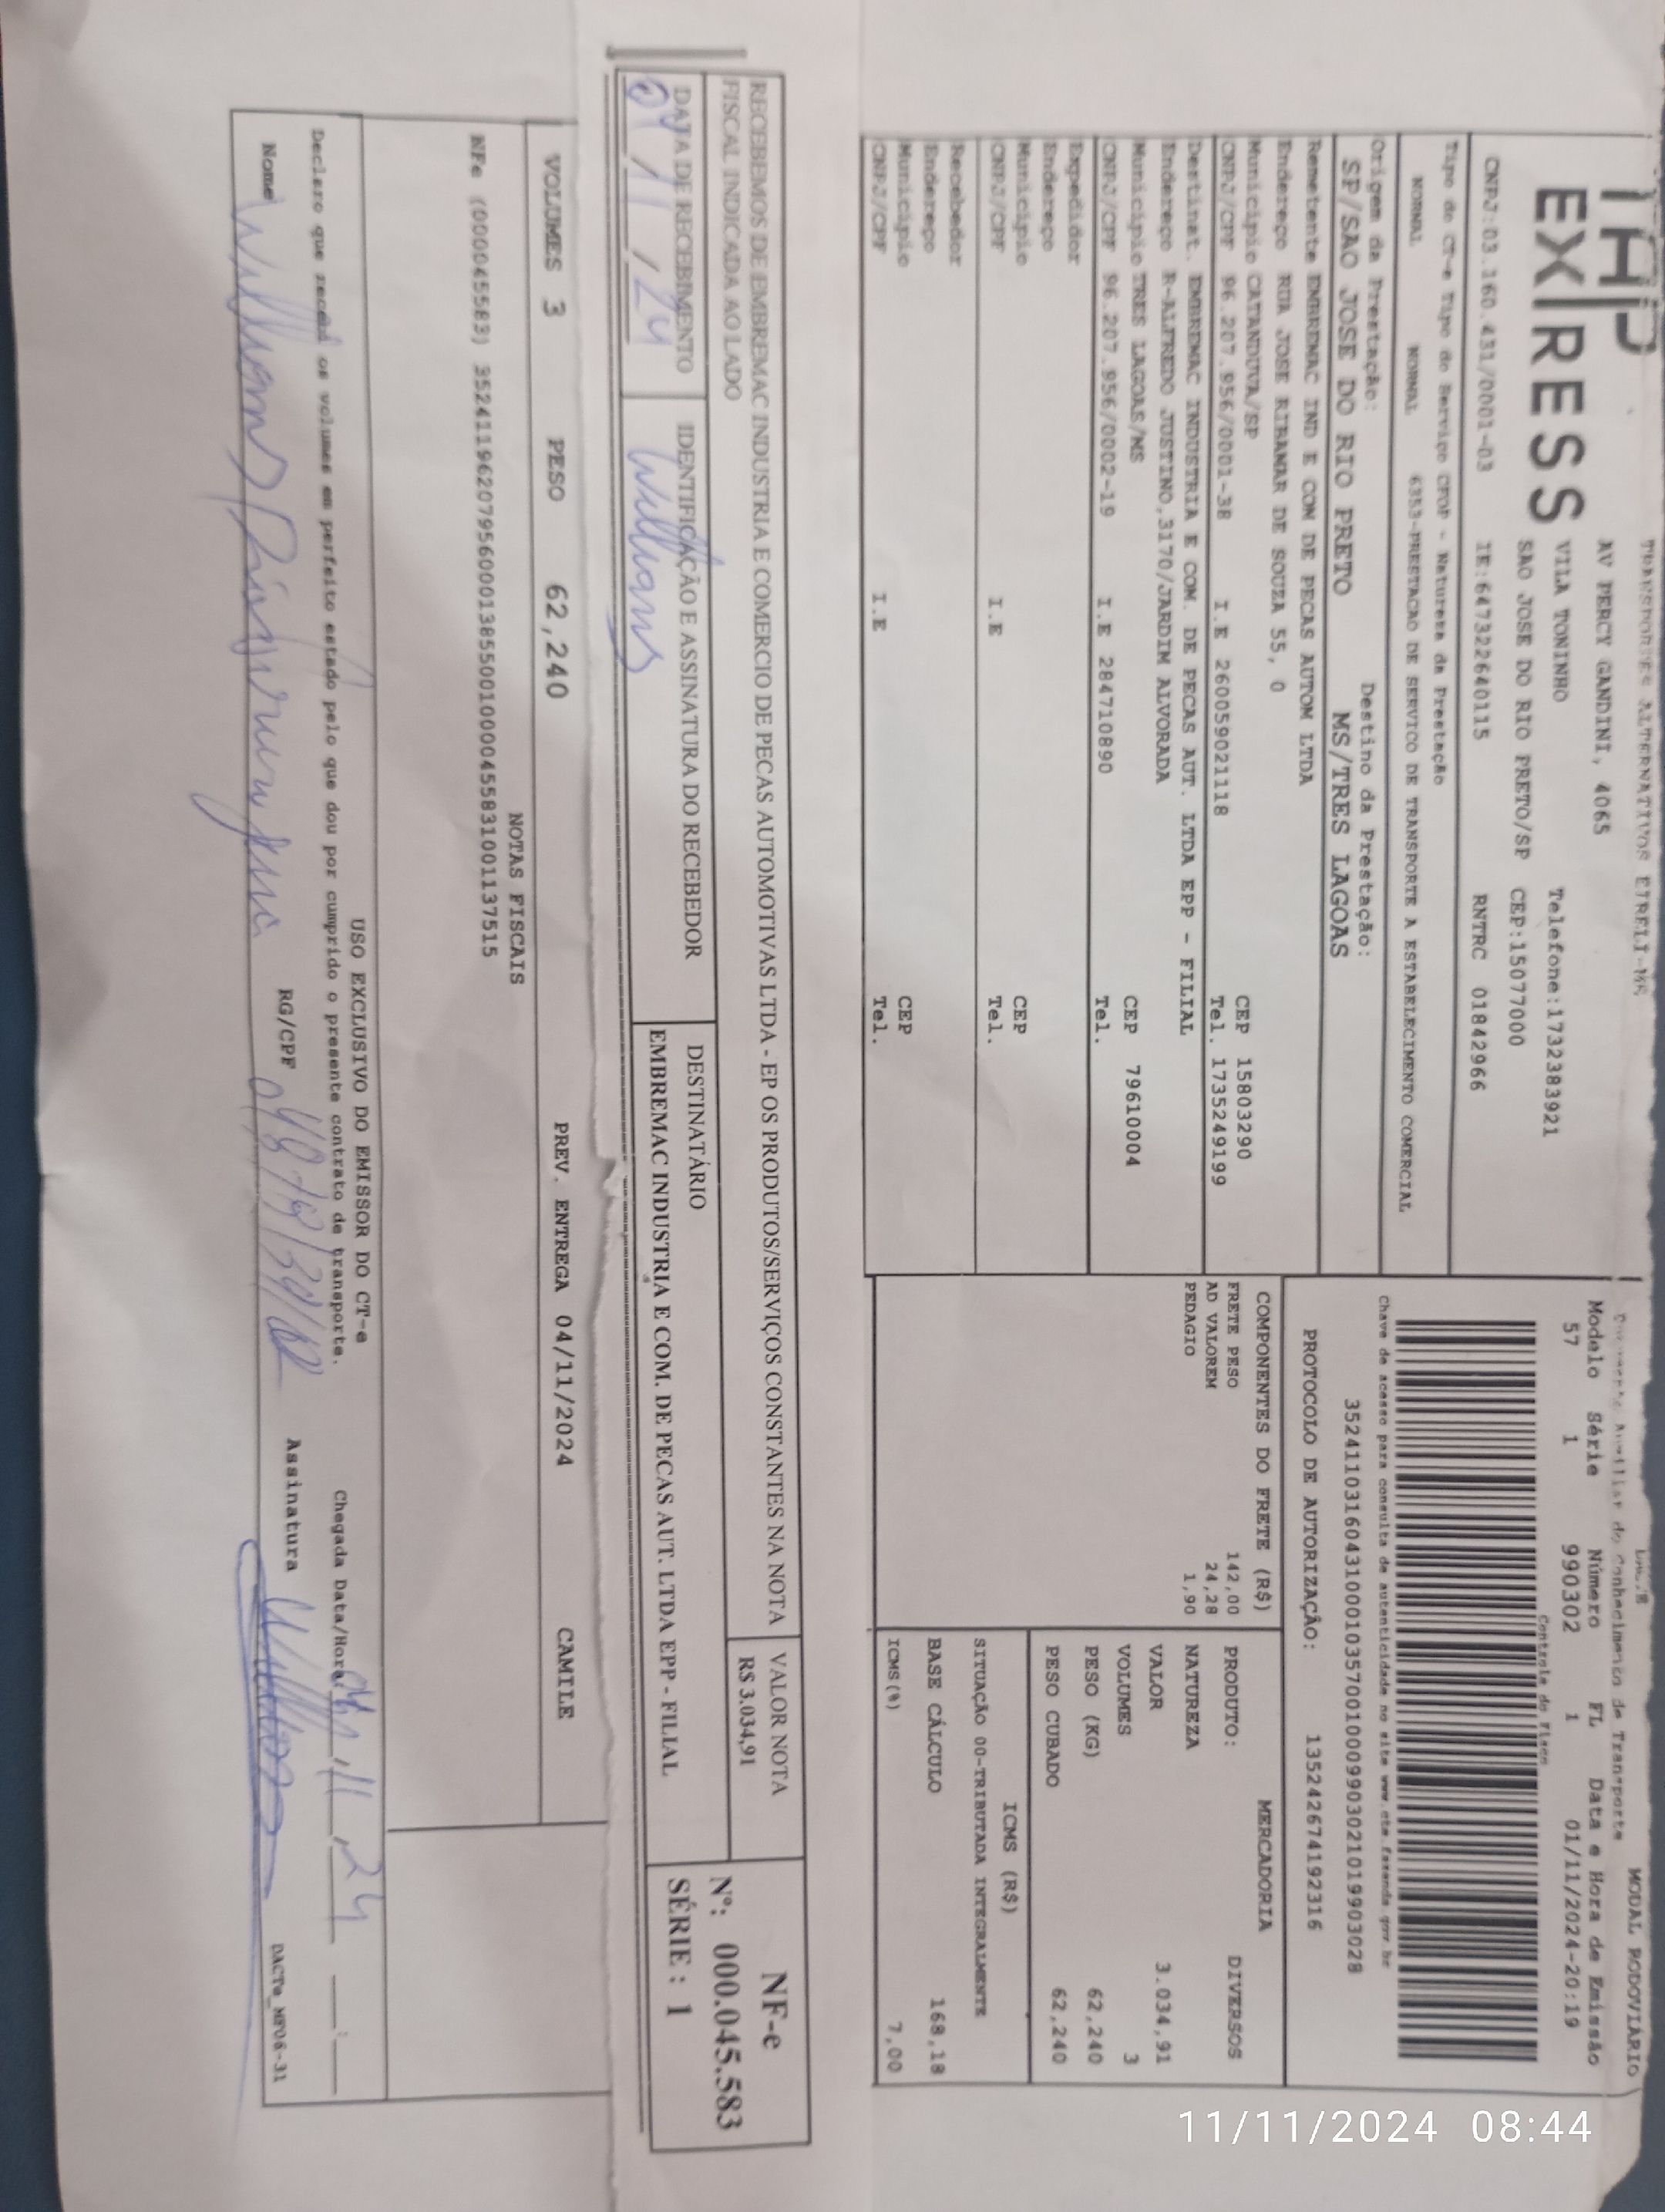 THP
EXPRESS
TRANSPORTES ALTERNATIVOS EIRELI-ME
AV PERCY GANDINI, 4065
VILA TONINHO Telefone:1732383921
SAO JOSE DO RIO PRETO/SP CEP:15077000
CNPJ:03.160.431/0001-03 IE:647322640115 RNTRC 01842966
Tipo do CT-e Tipo do Serviço CFOP - Natureza da Prestação
NORMAL NORMAL 6353-PRESTACAO DE SERVICO DE TRANSPORTE A ESTABELECIMENTO COMERCIAL
Origem da Prestação: Destino da Prestação:
SP/SAO JOSE DO RIO PRETO MS/TRES LAGOAS
Remetente EMBREMAC IND E COM DE PECAS AUTOM LTDA
Endereço RUA JOSE RIBAMAR DE SOUZA 55, 0
Município CATANDUVA/SP CEP 15803290
CNPJ/CPF 96.207.956/0001-38 I.E 260059021118 Tel. 1735249199
Destinat. EMBREMAC INDUSTRIA E COM. DE PECAS AUT. LTDA EPP - FILIAL
Endereço R-ALFREDO JUSTINO,3170/JARDIM ALVORADA
Município TRES LAGOAS/MS CEP 79610004
CNPJ/CPF 96.207.956/0002-19 I.E 284710890 Tel.
Expedidor
Endereço
Município CEP
CNPJ/CPF I.E Tel.
Recebedor
Endereço
Município CEP
CNPJ/CPF I.E Tel.
MODAL RODOVIÁRIO
Documento Auxiliar do Conhecimento de Transporte
Modelo Série Número FL Data e Hora de Emissão
57 1 990302 1 01/11/2024-20:19
Controle do Fisco
Chave de acesso para consulta de autenticidade no site www.cte.fazenda.gov.br
35241103160431000103570010009903021019903028
PROTOCOLO DE AUTORIZAÇÃO: 135242674192316
COMPONENTES DO FRETE (R$)
FRETE PESO 142,00
AD VALOREM 24,28
PEDAGIO 1,90
MERCADORIA
PRODUTO: DIVERSOS
NATUREZA
VALOR 3.034,91
VOLUMES 3
PESO (KG) 62,240
PESO CUBADO 62,240
ICMS (R$)
SITUAÇÃO 00-TRIBUTADA INTEGRALMENTE
BASE CÁLCULO 168,18
ICMS(%) 7,00
RECEBEMOS DE EMBREMAC INDUSTRIA E COMERCIO DE PECAS AUTOMOTIVAS LTDA - EP OS PRODUTOS/SERVIÇOS CONSTANTES NA NOTA
FISCAL INDICADA AO LADO
VALOR NOTA
R$ 3.034,91
DATA DE RECEBIMENTO
/11/24
IDENTIFICAÇÃO E ASSINATURA DO RECEBEDOR
Willians
DESTINATÁRIO
EMBREMAC INDUSTRIA E COM. DE PECAS AUT. LTDA EPP - FILIAL
NF-e
Nº: 000.045.583
SÉRIE : 1
VOLUMES 3 PESO 62,240 PREV. ENTREGA 04/11/2024 CAMILE
NOTAS FISCAIS
NFe (000045583) 35241196207956000138550010000455831001137515
USO EXCLUSIVO DO EMISSOR DO CT-e
Declaro que recebi os volumes em perfeito estado pelo que dou por cumprido o presente contrato de transporte.
Chegada Data/Hora: 11 24
Nome Willians RG/CPF Assinatura
DACTe_MF06-31
11/11/2024 08:44